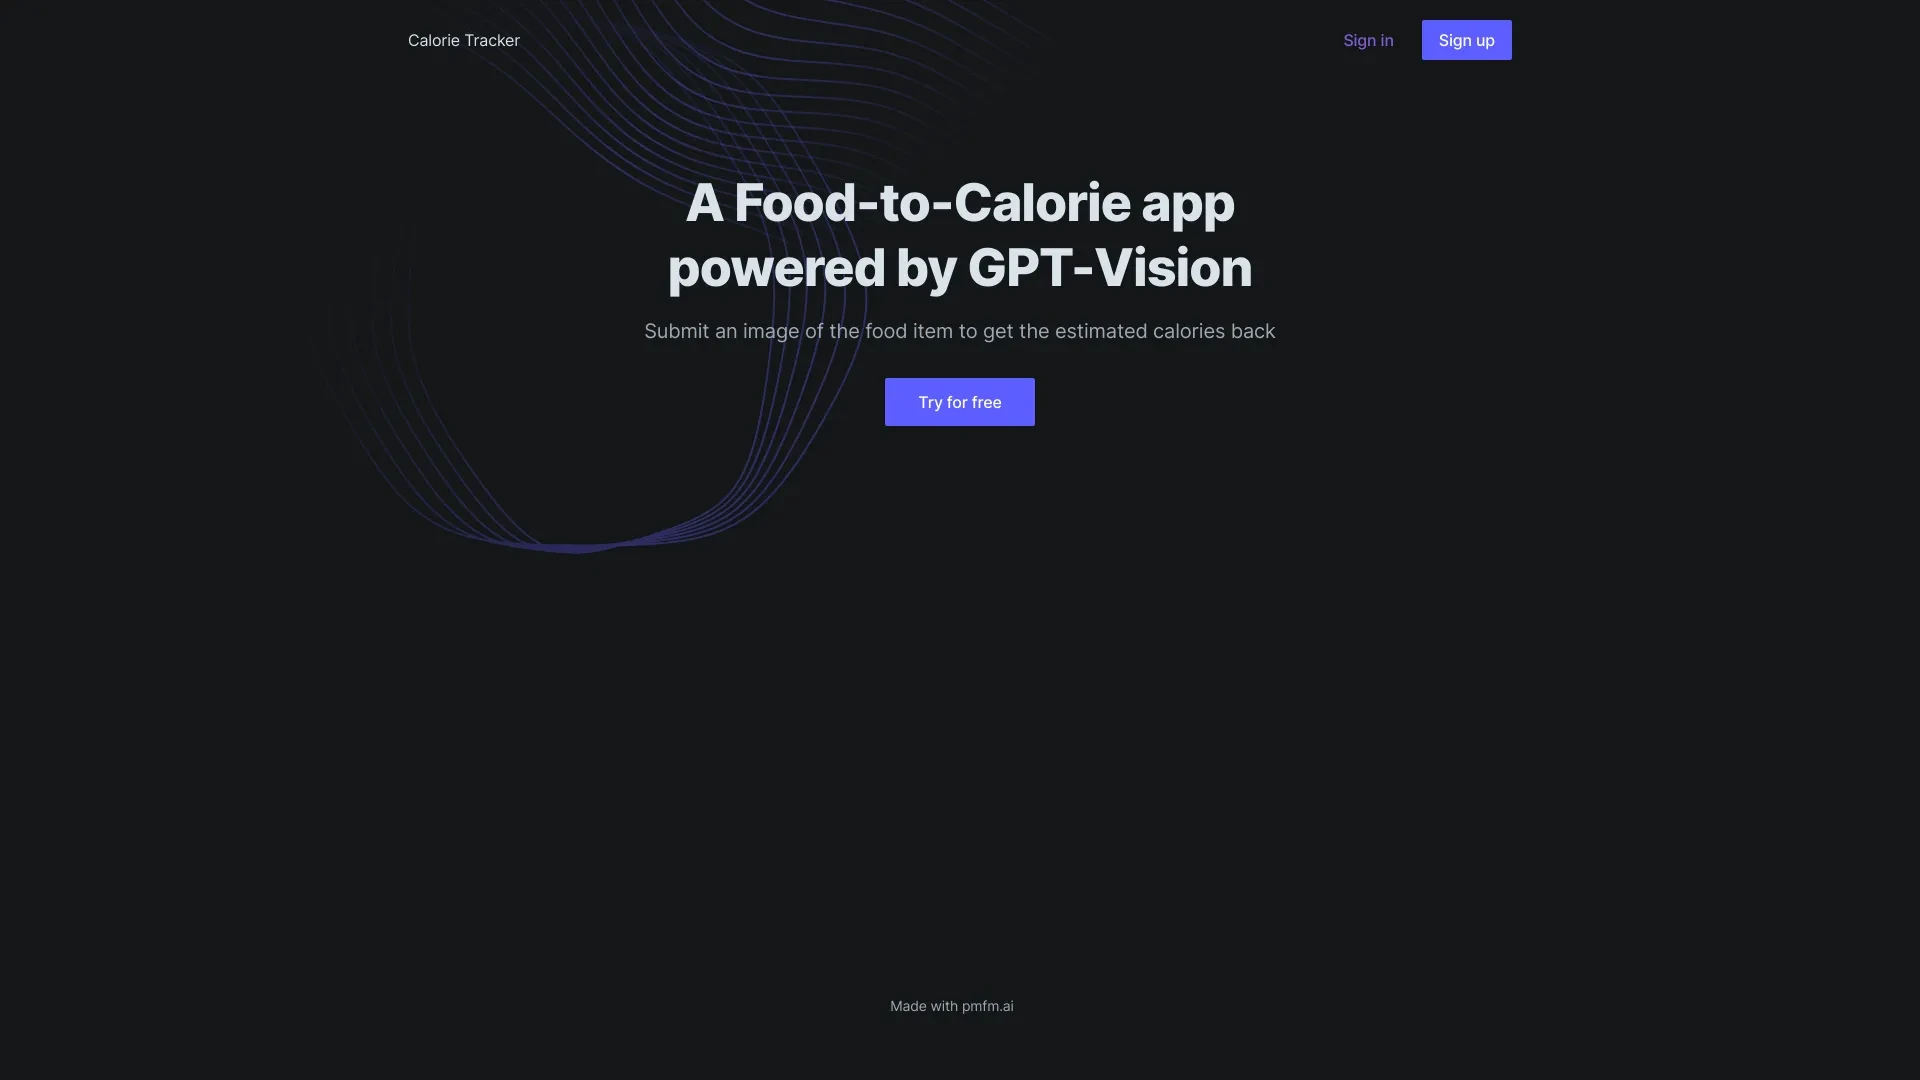 Calorie Tracker
Sign in
Sign up
A Food-to-Calorie app
powered by GPT-Vision
Submit an image of the food item to get the estimated calories back
Try for free
Made with pmfm.ai